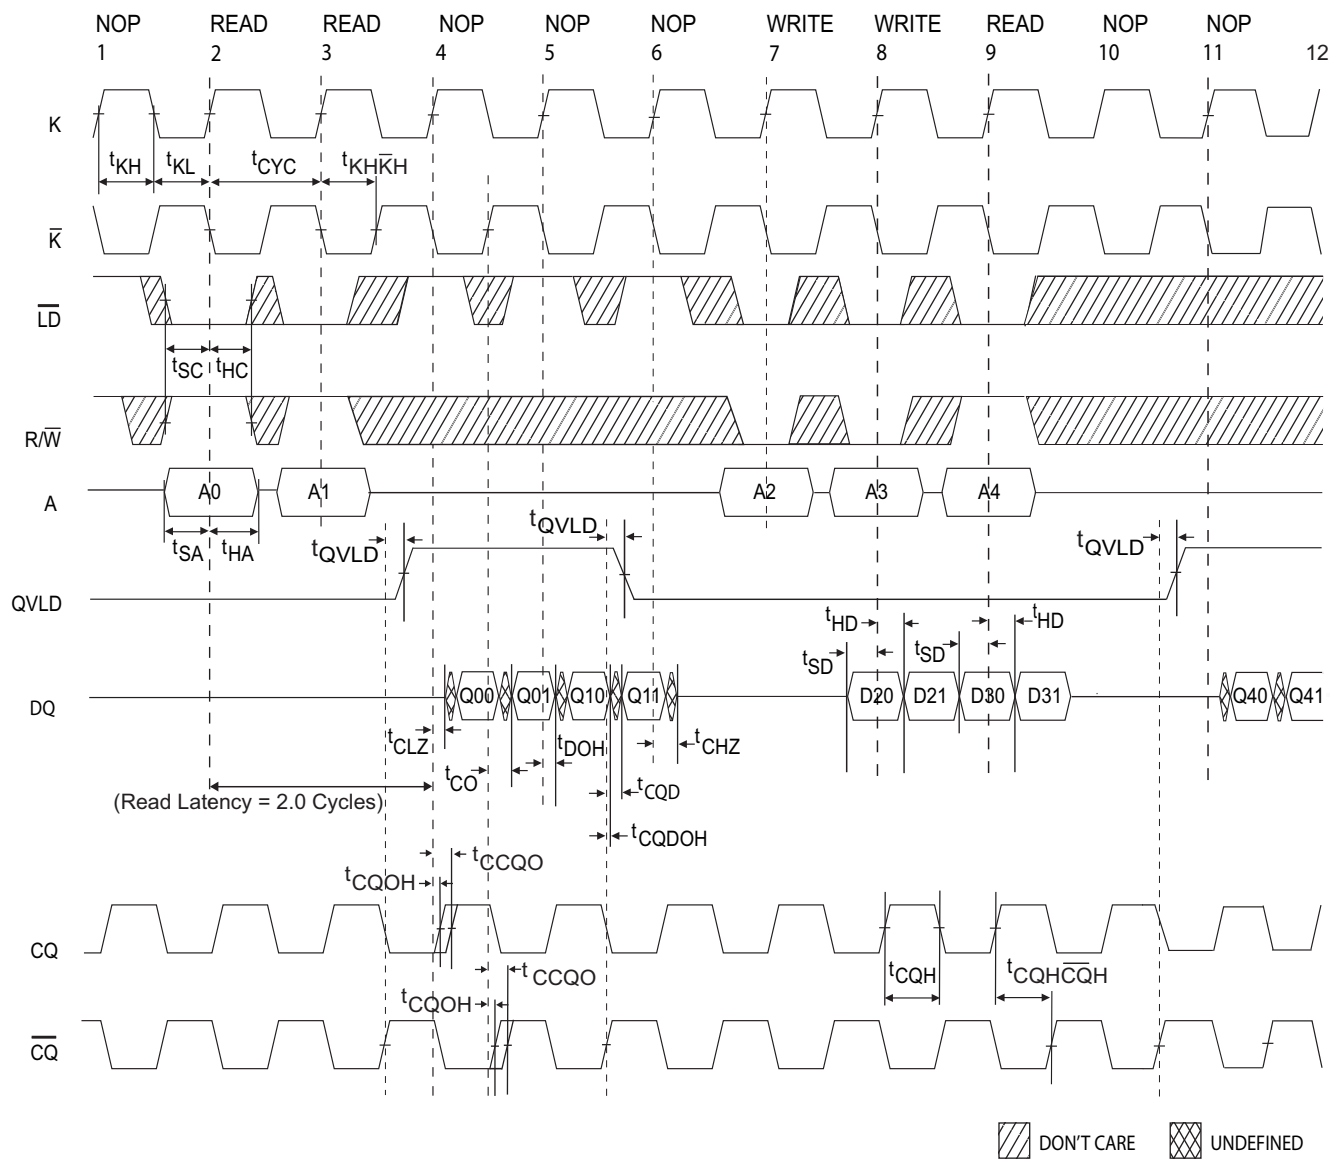 NOP READ READ NOP NOP NOP WRITE WRITE READ NOP NOP
1 2 3 4 5 6 7 8 9 10 11 12
K
tKH tKL tCYC tKHK̅H
K̅
L̅D̅
tSC tHC
R/W̅
A A0 A1 A2 A3 A4
tSA tHA tQVLD tQVLD tQVLD
QVLD
tHD tHD
tSD tSD
DQ Q00 Q01 Q10 Q11 D20 D21 D30 D31 Q40 Q41
tCLZ tDOH tCHZ
tCO tCQD
(Read Latency = 2.0 Cycles)
tCQDOH
tCCQO
tCQOH
CQ
tCQH tCQHC̅Q̅H
tCCQO
tCQOH
C̅Q̅
DON'T CARE UNDEFINED